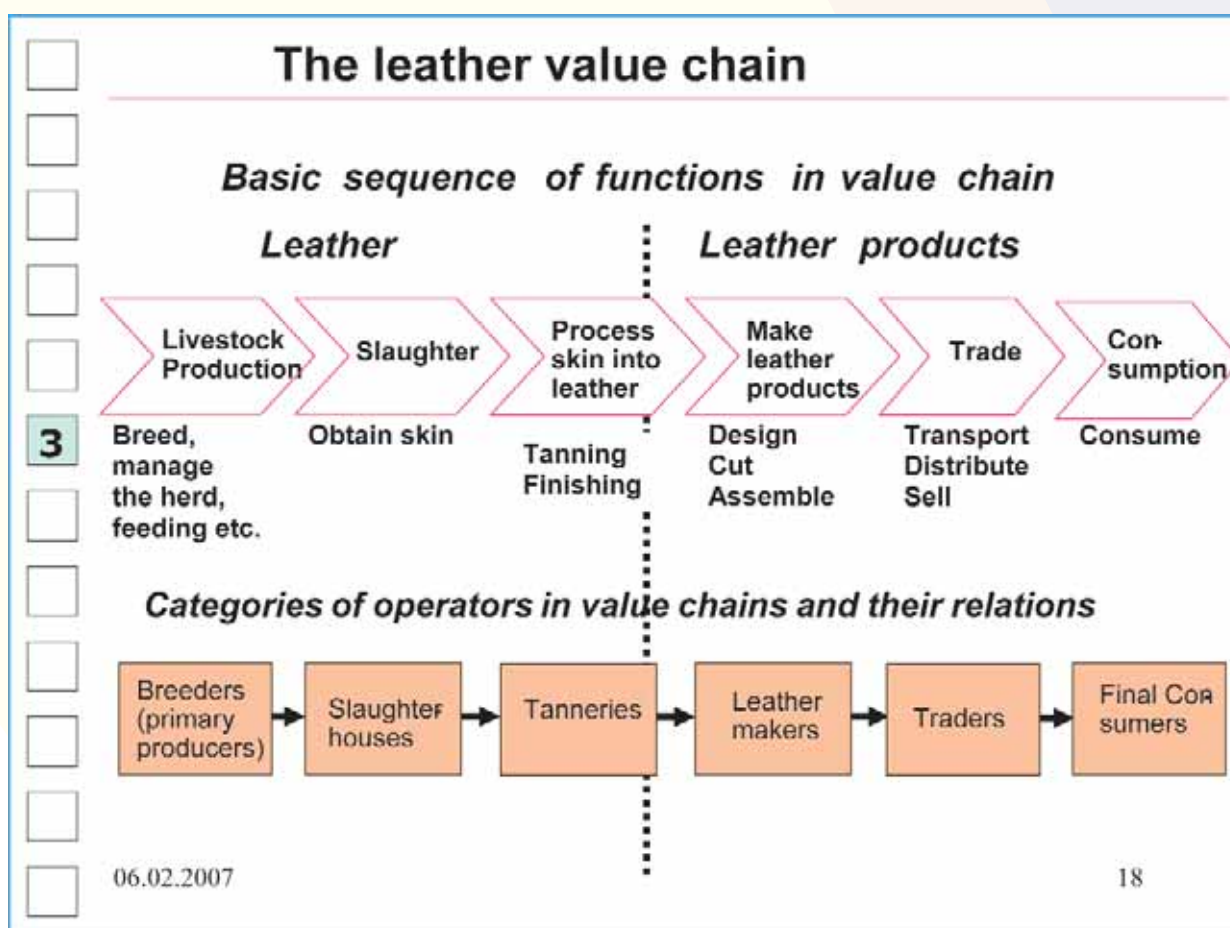 The leather value chain
Basic sequence of functions in value chain
Leather
Leather products
Livestock
Production
Slaughter
Process
skin into
leather
Make
leather
products
Trade
Con-
sumption
3
Breed,
manage
the herd,
feeding etc.
Obtain skin
Tanning
Finishing
Design
Cut
Assemble
Transport
Distribute
Sell
Consume
Categories of operators in value chains and their relations
Breeders
(primary
producers)
Slaughter
houses
Tanneries
Leather
makers
Traders
Final Con
sumers
06.02.2007
18